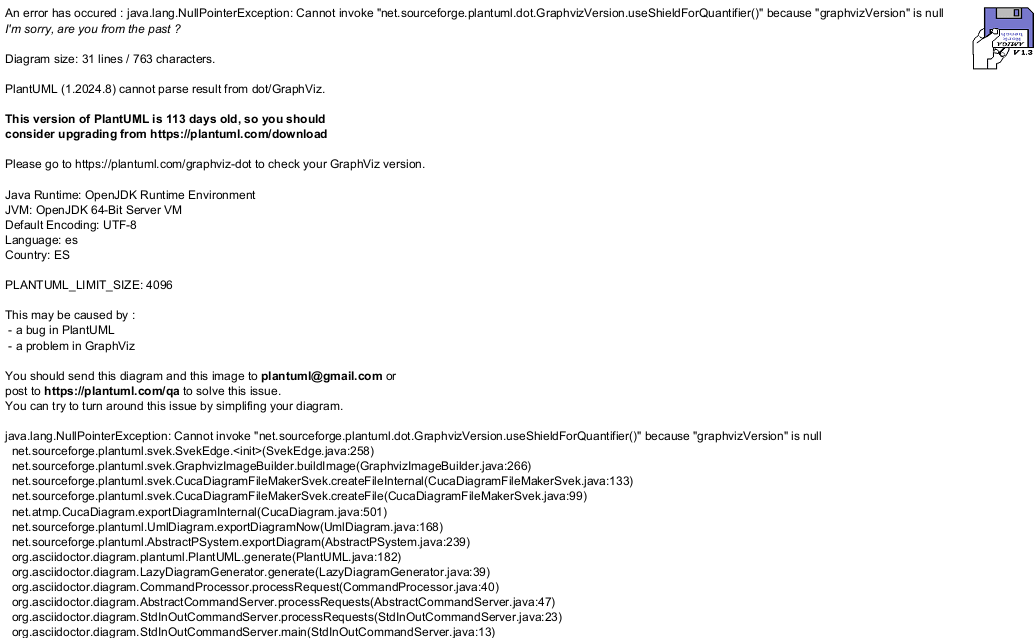 An error has occured : java.lang.NullPointerException: Cannot invoke "net.sourceforge.plantuml.dot.GraphvizVersion.useShieldForQuantifier()" because "graphvizVersion" is null
I'm sorry, are you from the past ?
Diagram size: 31 lines / 763 characters.
PlantUML (1.2024.8) cannot parse result from dot/GraphViz.
This version of PlantUML is 113 days old, so you should
consider upgrading from https://plantuml.com/download
Please go to https://plantuml.com/graphviz-dot to check your GraphViz version.
Java Runtime: OpenJDK Runtime Environment
JVM: OpenJDK 64-Bit Server VM
Default Encoding: UTF-8
Language: es
Country: ES
PLANTUML_LIMIT_SIZE: 4096
This may be caused by :
- a bug in PlantUML
- a problem in GraphViz
You should send this diagram and this image to plantuml@gmail.com or
post to https://plantuml.com/qa to solve this issue.
You can try to turn around this issue by simplifing your diagram.
java.lang.NullPointerException: Cannot invoke "net.sourceforge.plantuml.dot.GraphvizVersion.useShieldForQuantifier()" because "graphvizVersion" is null
net.sourceforge.plantuml.svek.SvekEdge.<init>(SvekEdge.java:258)
net.sourceforge.plantuml.svek.GraphvizImageBuilder.buildImage(GraphvizImageBuilder.java:266)
net.sourceforge.plantuml.svek.CucaDiagramFileMakerSvek.createFileInternal(CucaDiagramFileMakerSvek.java:133)
net.sourceforge.plantuml.svek.CucaDiagramFileMakerSvek.createFile(CucaDiagramFileMakerSvek.java:99)
net.atmp.CucaDiagram.exportDiagramInternal(CucaDiagram.java:501)
net.sourceforge.plantuml.UmlDiagram.exportDiagramNow(UmlDiagram.java:168)
net.sourceforge.plantuml.AbstractPSystem.exportDiagram(AbstractPSystem.java:239)
org.asciidoctor.diagram.plantuml.PlantUML.generate(PlantUML.java:182)
org.asciidoctor.diagram.LazyDiagramGenerator.generate(LazyDiagramGenerator.java:39)
org.asciidoctor.diagram.CommandProcessor.processRequest(CommandProcessor.java:40)
org.asciidoctor.diagram.AbstractCommandServer.processRequests(AbstractCommandServer.java:47)
org.asciidoctor.diagram.StdInOutCommandServer.processRequests(StdInOutCommandServer.java:23)
org.asciidoctor.diagram.StdInOutCommandServer.main(StdInOutCommandServer.java:13)
AMIGA
V1.3